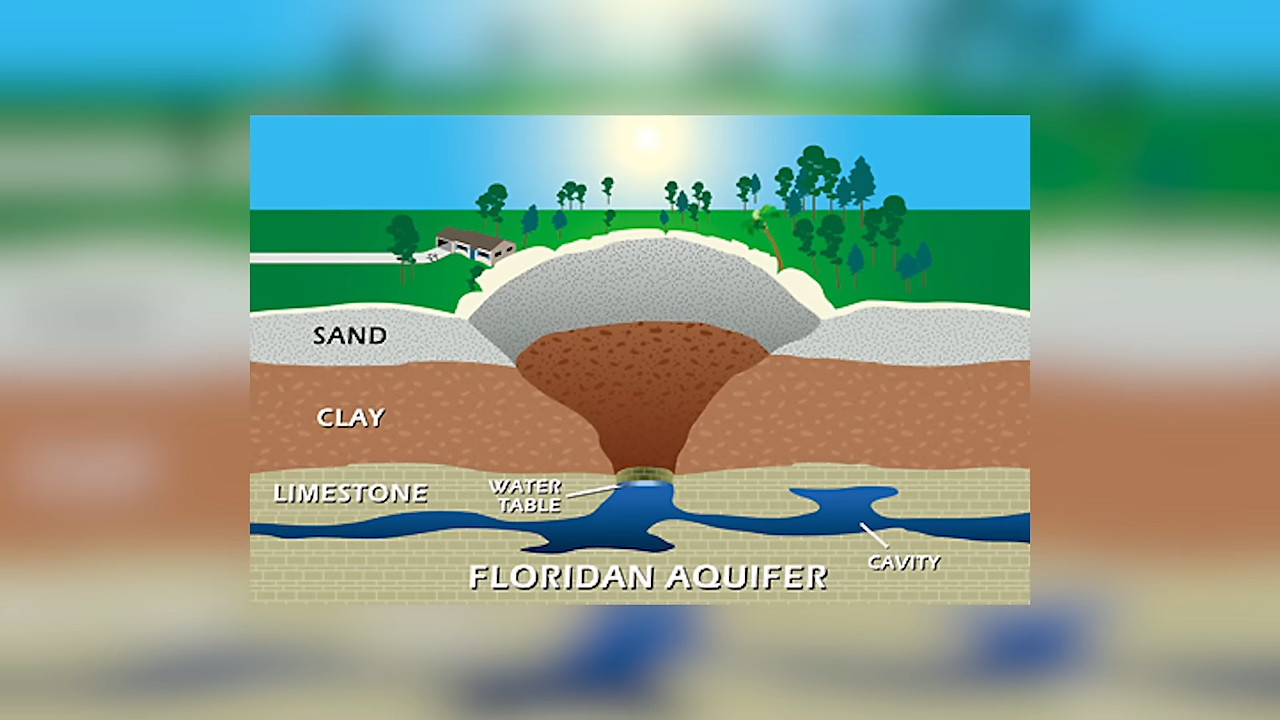 SAND
CLAY
LIMESTONE
WATER
TABLE
CAVITY
FLORIDAN AQUIFER